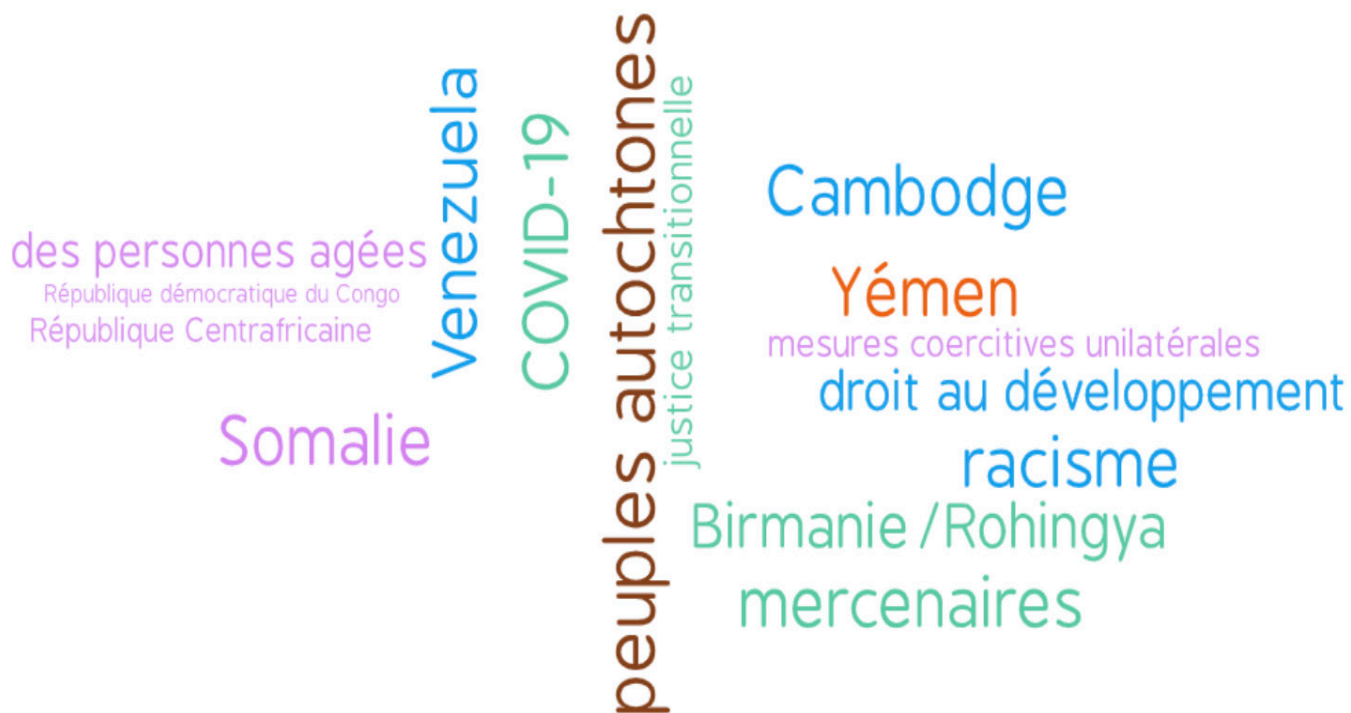 des personnes agées
République démocratique du Congo
République Centrafricaine
Somalie
Venezuela
COVID-19
peuples autochtones
justice transitionnelle
Cambodge
Yémen
mesures coercitives unilatérales
droit au développement
racisme
Birmanie /Rohingya
mercenaires